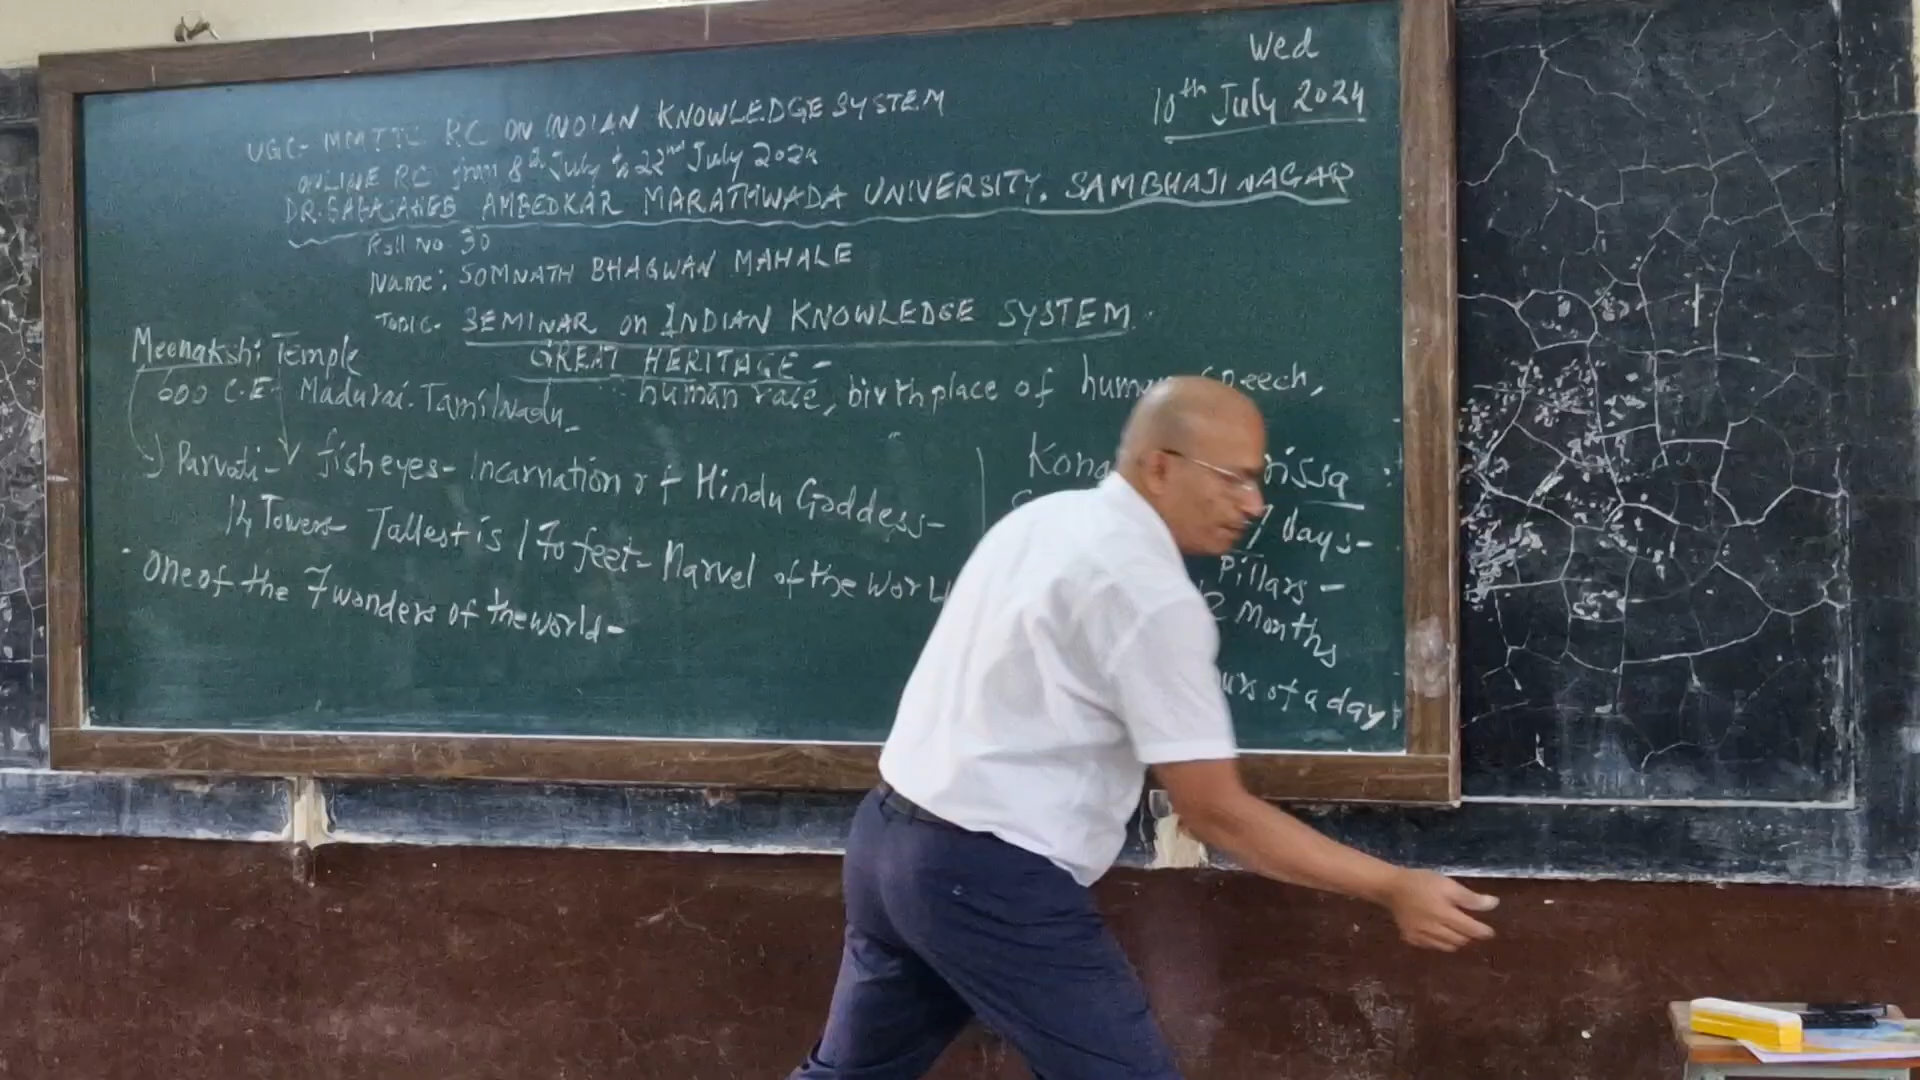 Wed
10th July 2024
UGC- MMTTC RC ON INDIAN KNOWLEDGE SYSTEM
ONLINE RC from 8th July to 22nd July 2024
DR. BABASAHEB AMBEDKAR MARATHWADA UNIVERSITY. SAMBHAJI NAGAR
Roll No. 30
Name: SOMNATH BHAGWAN MAHALE
TOPIC- SEMINAR on INDIAN KNOWLEDGE SYSTEM.
GREAT HERITAGE -
human race, birthplace of human speech,
Meenakshi Temple
600 C.E- Madurai. Tamilnadu
Parvati- fish eyes- Incarnation of Hindu Goddess-
14 Towers- Tallest is 170 feet- Marvel of the
one of the 7 wonders of the world-
7 days-
Pillars -
Months
of a day